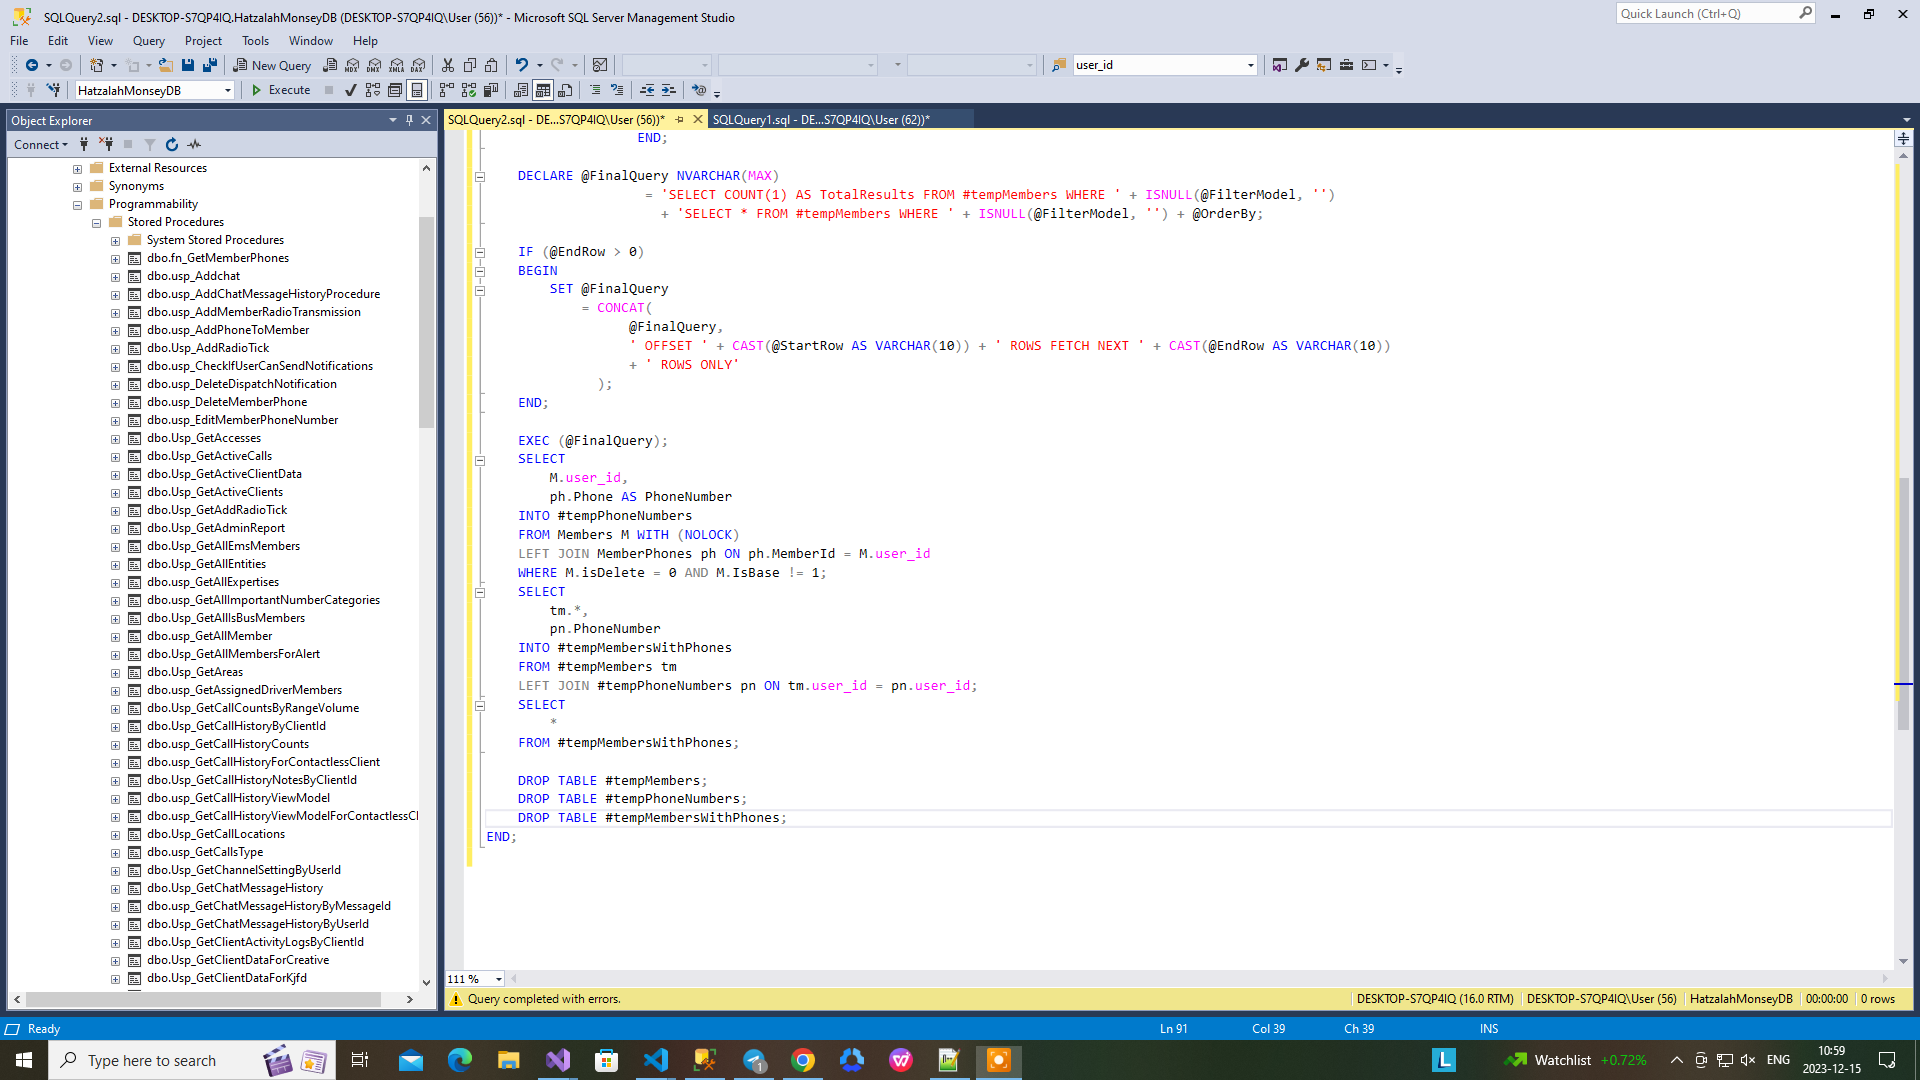 SQLQuery2.sql - DESKTOP-S7QP4IQ.HatzalahMonseyDB (DESKTOP-S7QP4IQ\User (56))* - Microsoft SQL Server Management Studio
Quick Launch (Ctrl+Q)
File Edit View Query Project Tools Window Help
New Query MDX DMX XMLA DAX user_id
HatzalahMonseyDB Execute
Object Explorer
SQLQuery2.sql - DE...S7QP4IQ\User (56))* SQLQuery1.sql - DE...S7QP4IQ\User (62))*
Connect
External Resources
Synonyms
Programmability
Stored Procedures
System Stored Procedures
dbo.fn_GetMemberPhones
dbo.usp_Addchat
dbo.usp_AddChatMessageHistoryProcedure
dbo.usp_AddMemberRadioTransmission
dbo.usp_AddPhoneToMember
dbo.Usp_AddRadioTick
dbo.usp_CheckIfUserCanSendNotifications
dbo.usp_DeleteDispatchNotification
dbo.usp_DeleteMemberPhone
dbo.usp_EditMemberPhoneNumber
dbo.Usp_GetAccesses
dbo.Usp_GetActiveCalls
dbo.Usp_GetActiveClientData
dbo.Usp_GetActiveClients
dbo.Usp_GetAddRadioTick
dbo.usp_GetAdminReport
dbo.Usp_GetAllEmsMembers
dbo.Usp_GetAllEntities
dbo.usp_GetAllExpertises
dbo.usp_GetAllImportantNumberCategories
dbo.Usp_GetAllIsBusMembers
dbo.Usp_GetAllMember
dbo.Usp_GetAllMembersForAlert
dbo.Usp_GetAreas
dbo.usp_GetAssignedDriverMembers
dbo.Usp_GetCallCountsByRangeVolume
dbo.Usp_GetCallHistoryByClientId
dbo.usp_GetCallHistoryCounts
dbo.usp_GetCallHistoryForContactlessClient
dbo.Usp_GetCallHistoryNotesByClientId
dbo.usp_GetCallHistoryViewModel
dbo.usp_GetCallHistoryViewModelForContactlessCl
dbo.Usp_GetCallLocations
dbo.usp_GetCallsType
dbo.Usp_GetChannelSettingByUserId
dbo.Usp_GetChatMessageHistory
dbo.usp_GetChatMessageHistoryByMessageId
dbo.Usp_GetChatMessageHistoryByUserId
dbo.Usp_GetClientActivityLogsByClientId
dbo.Usp_GetClientDataForCreative
dbo.Usp_GetClientDataForKjfd
END;
DECLARE @FinalQuery NVARCHAR(MAX)
= 'SELECT COUNT(1) AS TotalResults FROM #tempMembers WHERE ' + ISNULL(@FilterModel, '')
+ 'SELECT * FROM #tempMembers WHERE ' + ISNULL(@FilterModel, '') + @OrderBy;
IF (@EndRow > 0)
BEGIN
SET @FinalQuery
= CONCAT(
@FinalQuery,
' OFFSET ' + CAST(@StartRow AS VARCHAR(10)) + ' ROWS FETCH NEXT ' + CAST(@EndRow AS VARCHAR(10))
+ ' ROWS ONLY'
);
END;
EXEC (@FinalQuery);
SELECT
M.user_id,
ph.Phone AS PhoneNumber
INTO #tempPhoneNumbers
FROM Members M WITH (NOLOCK)
LEFT JOIN MemberPhones ph ON ph.MemberId = M.user_id
WHERE M.isDelete = 0 AND M.IsBase != 1;
SELECT
tm.*,
pn.PhoneNumber
INTO #tempMembersWithPhones
FROM #tempMembers tm
LEFT JOIN #tempPhoneNumbers pn ON tm.user_id = pn.user_id;
SELECT
*
FROM #tempMembersWithPhones;
DROP TABLE #tempMembers;
DROP TABLE #tempPhoneNumbers;
DROP TABLE #tempMembersWithPhones;
END;
111 %
Query completed with errors. DESKTOP-S7QP4IQ (16.0 RTM) DESKTOP-S7QP4IQ\User (56) HatzalahMonseyDB 00:00:00 0 rows
Ready Ln 91 Col 39 Ch 39 INS
Type here to search 1 L Watchlist +0.72% ENG 10:59
2023-12-15